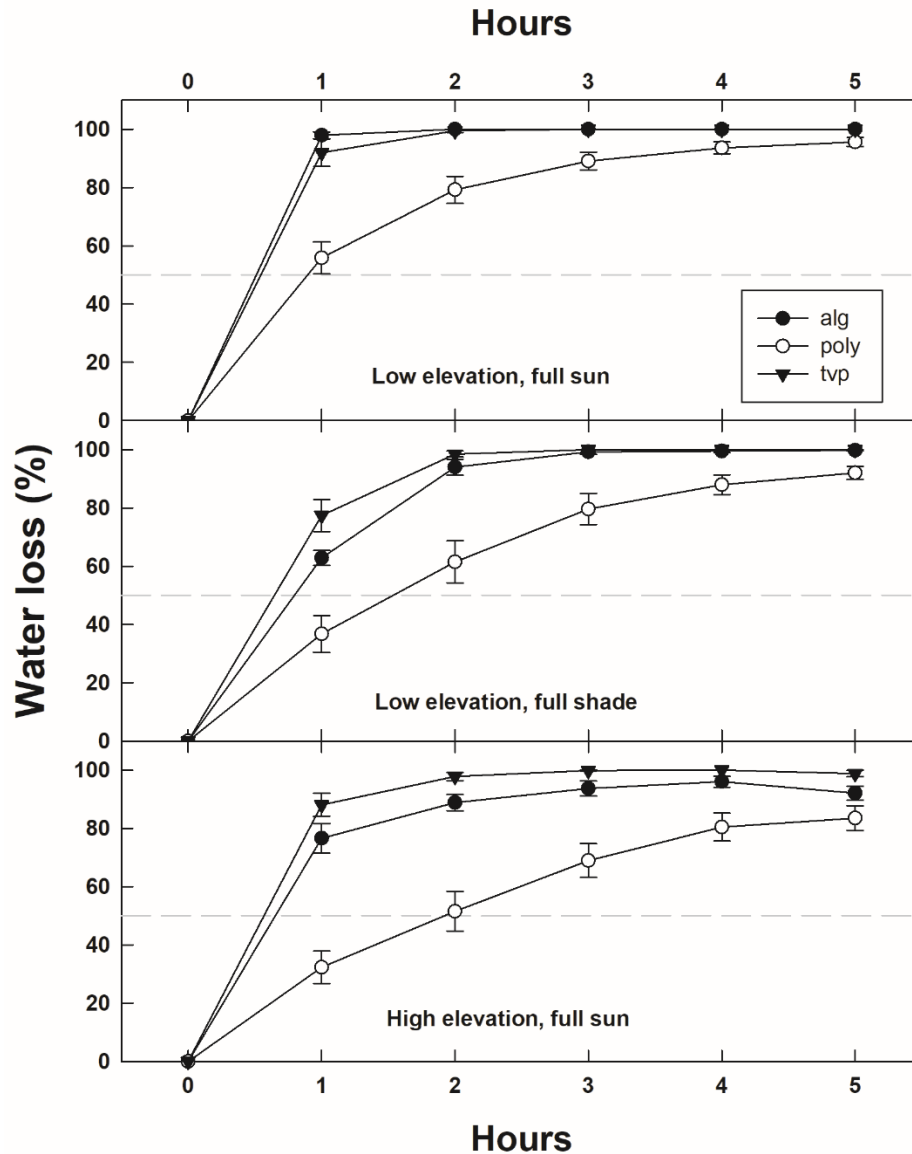 Hours
0 1 2 3 4 5
100
80
60
40
20
0
alg
poly
tvp
Low elevation, full sun
Water loss (%)
100
80
60
40
20
0
Low elevation, full shade
100
80
60
40
20
0
High elevation, full sun
0 1 2 3 4 5
Hours